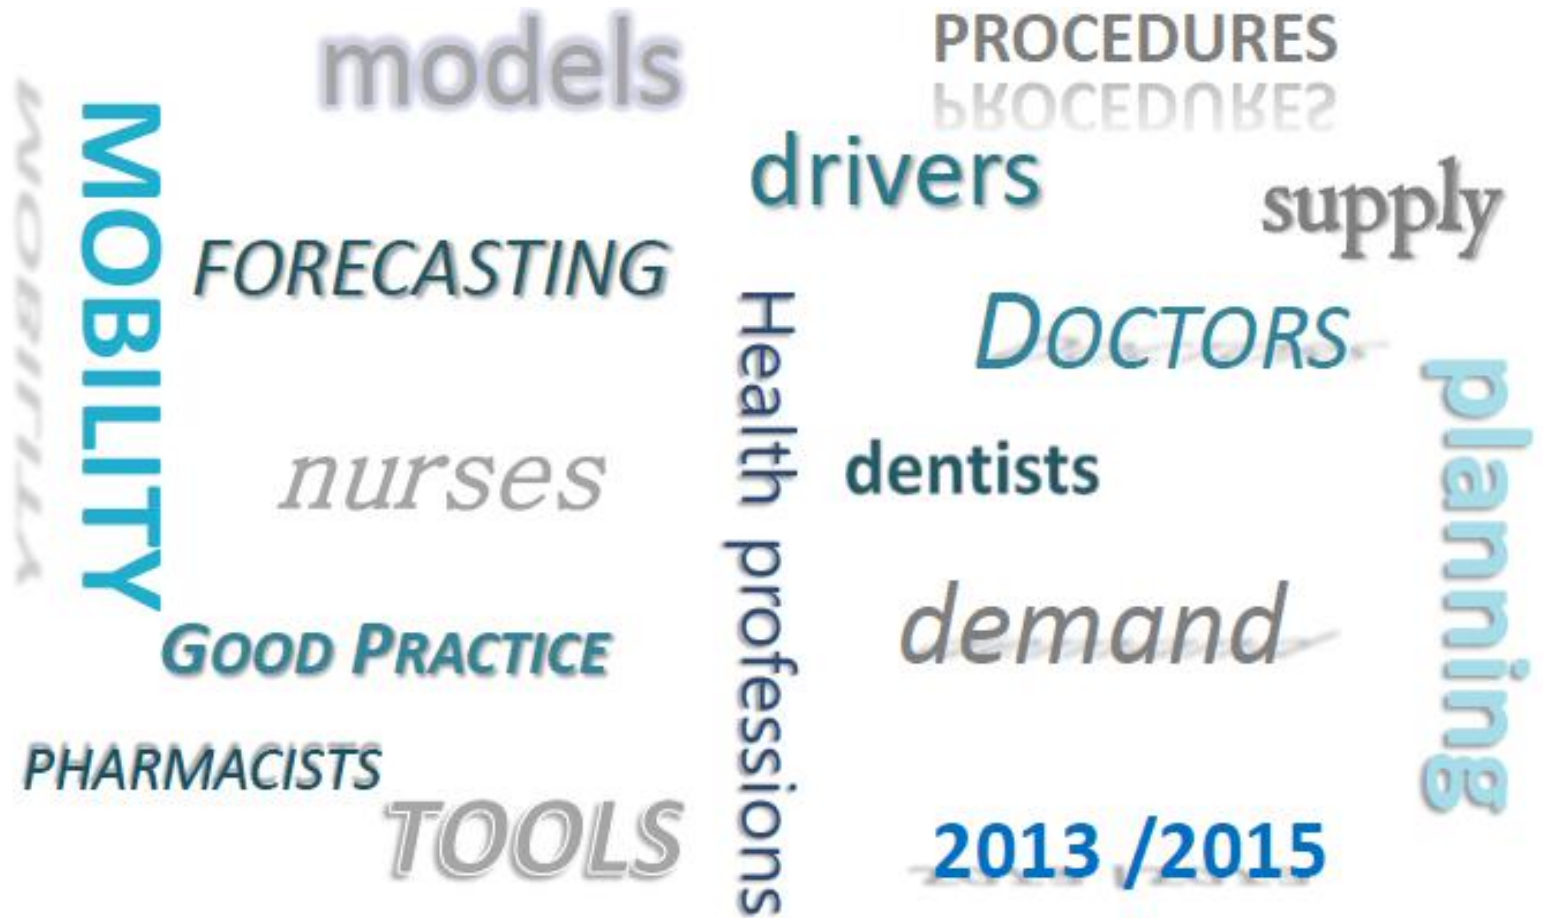 models
PROCEDURES
drivers
supply
MOBILITY
FORECASTING
Health professions
DOCTORS
planning
nurses
dentists
GOOD PRACTICE
demand
PHARMACISTS
TOOLS
2013 /2015